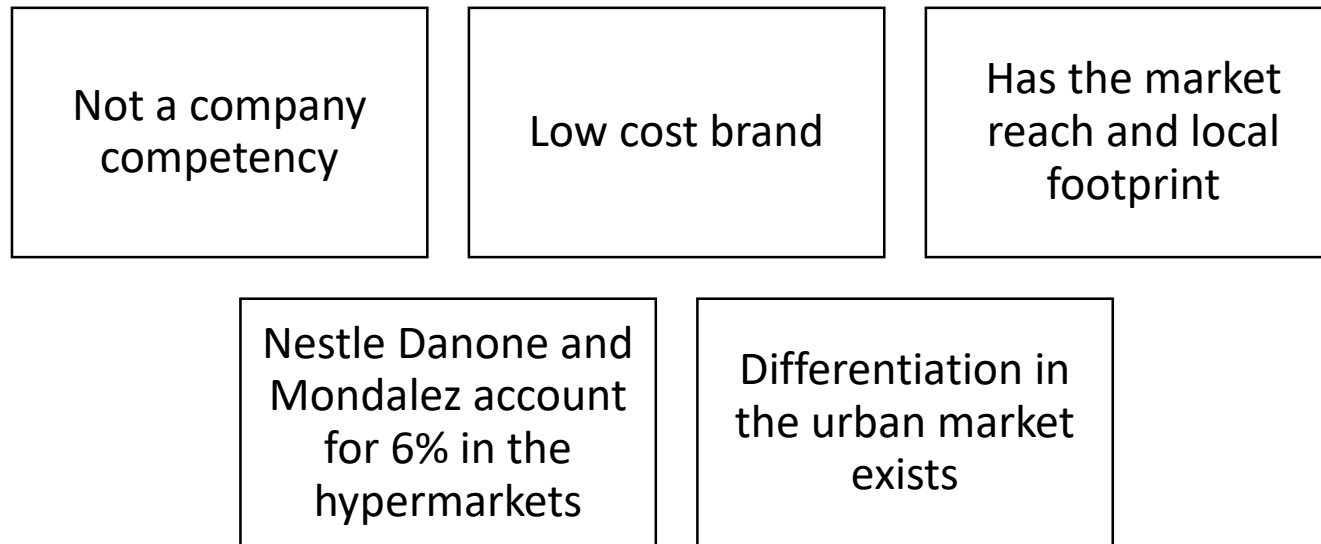 Not a company
competency
Low cost brand
Has the market
reach and local
footprint
Nestle Danone and
Mondalez account
for 6% in the
hypermarkets
Differentiation in
the urban market
exists